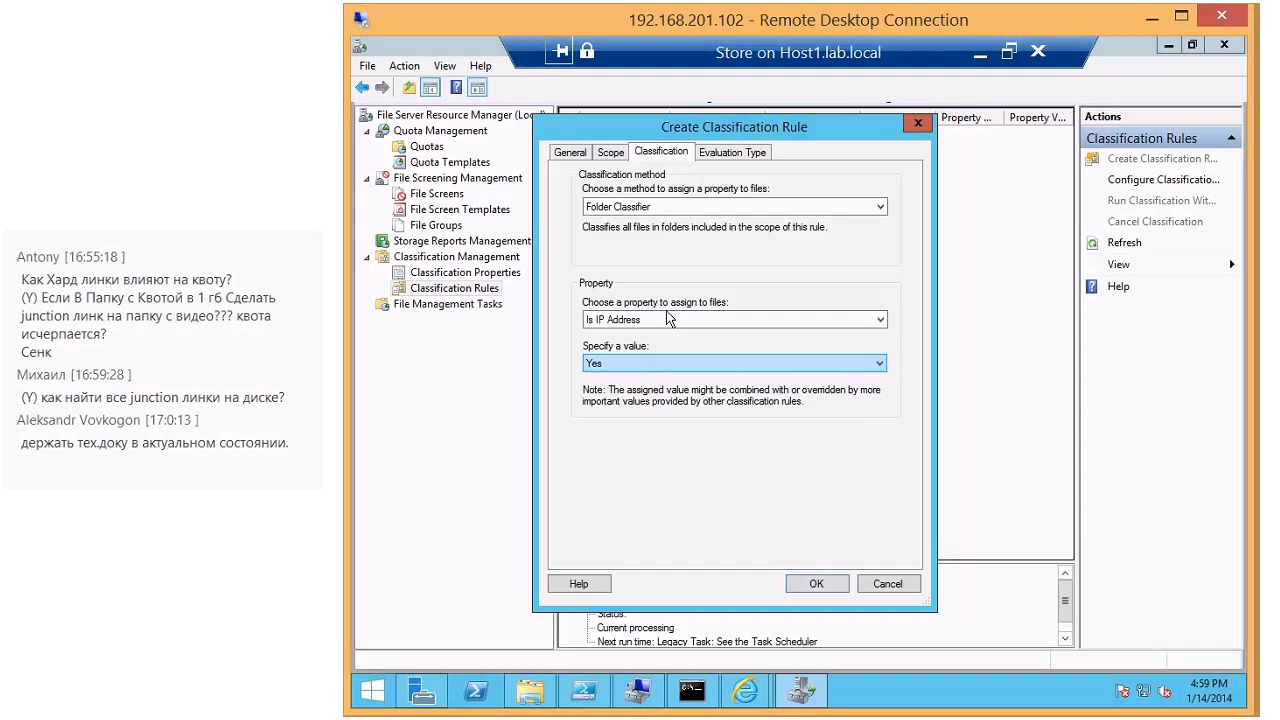 Antony [16:55:18 ]
Как Хард линки влияют на квоту?
(Y) Если В Папку с Квотой в 1 гб Сделать
junction линк на папку с видео??? квота
исчерпается?
Сенк
Михаил [16:59:28 ]
(Y) как найти все junction линки на диске?
Aleksandr Vovkogon [17:0:13 ]
держать тех.доку в актуальном состоянии.
192.168.201.102 - Remote Desktop Connection
Store on Host1.lab.local
File Action View Help
File Server Resource Manager (Loc
Quota Management
Quotas
Quota Templates
File Screening Management
File Screens
File Screen Templates
File Groups
Storage Reports Management
Classification Management
Classification Properties
Classification Rules
File Management Tasks
Property ... Property V...
Create Classification Rule
General Scope Classification Evaluation Type
Classification method
Choose a method to assign a property to files:
Folder Classifier
Classifies all files in folders included in the scope of this rule.
Property
Choose a property to assign to files:
Is IP Address
Specify a value:
Yes
Note: The assigned value might be combined with or overridden by more
important values provided by other classification rules.
Help OK Cancel
Status:
Current processing
Next run time: Legacy Task: See the Task Scheduler
Actions
Classification Rules
Create Classification R...
Configure Classificatio...
Run Classification Wit...
Cancel Classification
Refresh
View
Help
4:59 PM
1/14/2014